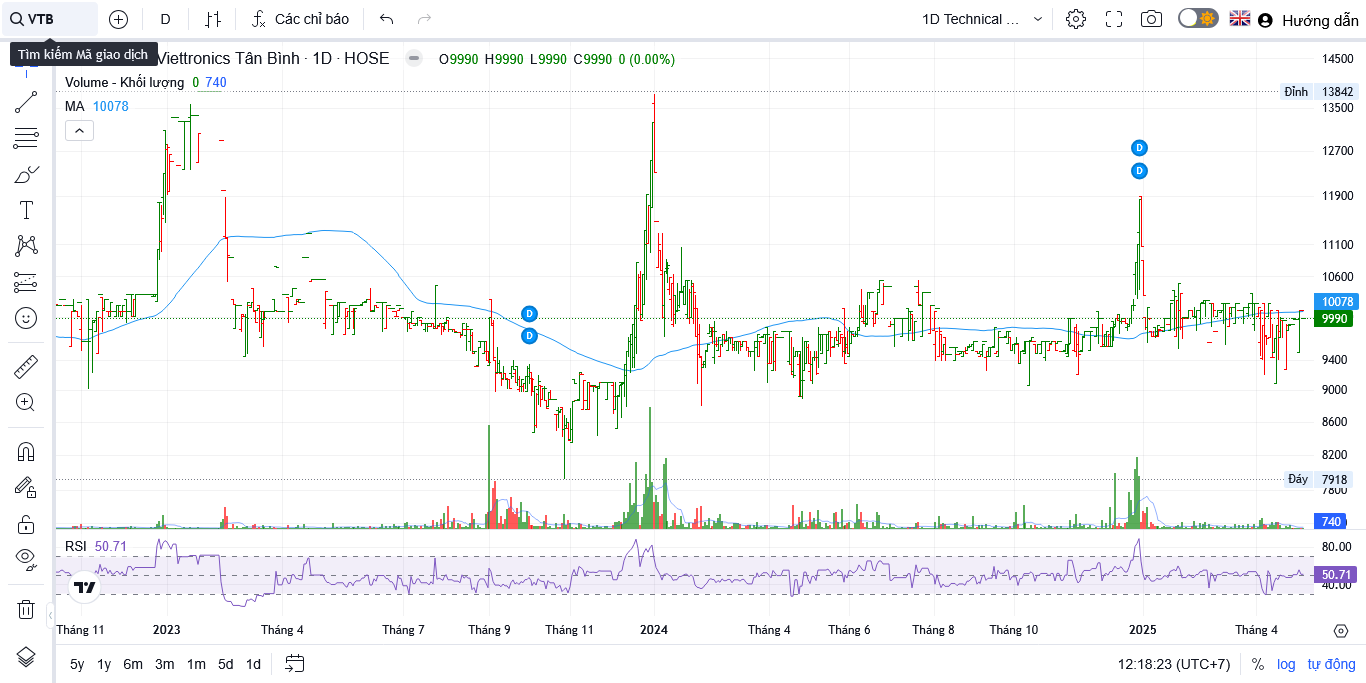 VTB
D
Các chỉ báo
1D Technical ...
Hướng dẫn
Tìm kiếm Mã giao dịch
Viettronics Tân Bình · 1D · HOSE
O9990 H9990 L9990 C9990 0 (0.00%)
Volume - Khối lượng 0 740
MA 10078
14500
Đỉnh 13842
13500
12700
11900
11100
10600
10078
9990
9400
9000
8600
8200
Đáy 7918
7800
740
D
D
D
D
RSI 50.71
80.00
50.71
40.00
Tháng 11 2023 Tháng 4 Tháng 7 Tháng 9 Tháng 11 2024 Tháng 4 Tháng 6 Tháng 8 Tháng 10 2025 Tháng 4
5y 1y 6m 3m 1m 5d 1d
12:18:23 (UTC+7) % log tự động